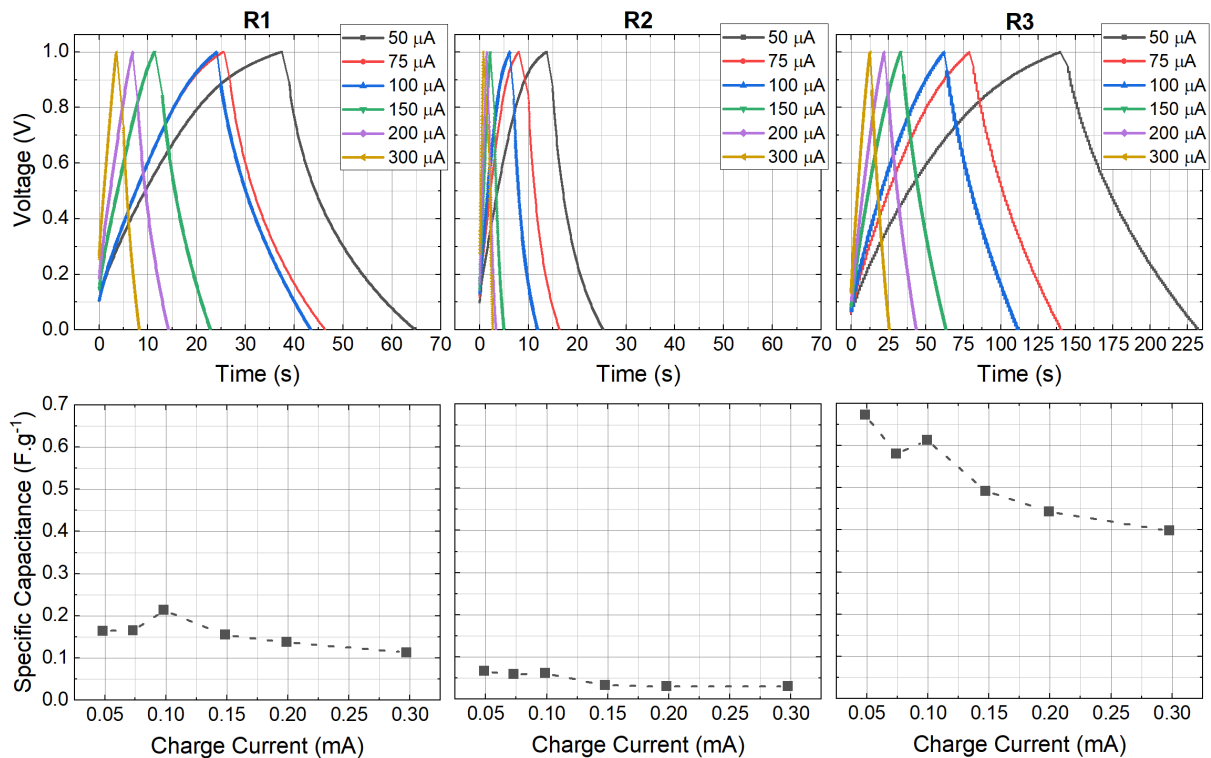 R1
R2
R3
50 μA
75 μA
100 μA
150 μA
200 μA
300 μA
50 μA
75 μA
100 μA
150 μA
200 μA
300 μA
50 μA
75 μA
100 μA
150 μA
200 μA
300 μA
Voltage (V)
1.0
0.8
0.6
0.4
0.2
0.0
0 10 20 30 40 50 60 70
0 10 20 30 40 50 60 70
0 25 50 75 100 125 150 175 200 225
Time (s)
Time (s)
Time (s)
Specific Capacitance (F.g⁻¹)
0.7
0.6
0.5
0.4
0.3
0.2
0.1
0.0
0.05 0.10 0.15 0.20 0.25 0.30
0.05 0.10 0.15 0.20 0.25 0.30
0.05 0.10 0.15 0.20 0.25 0.30
Charge Current (mA)
Charge Current (mA)
Charge Current (mA)